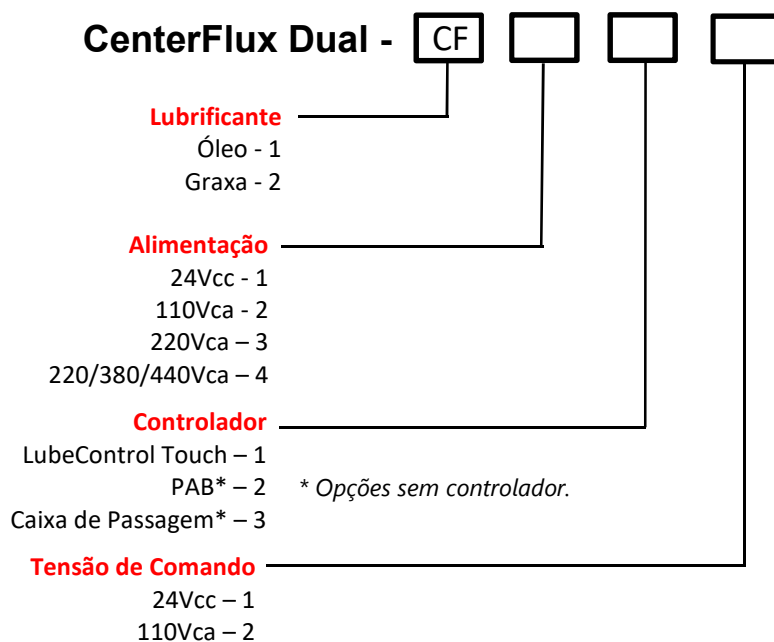 CenterFlux Dual - CF
Lubrificante
Óleo - 1
Graxa - 2
Alimentação
24Vcc - 1
110Vca - 2
220Vca – 3
220/380/440Vca – 4
Controlador
LubeControl Touch – 1
PAB* – 2 * Opções sem controlador.
Caixa de Passagem* – 3
Tensão de Comando
24Vcc – 1
110Vca – 2